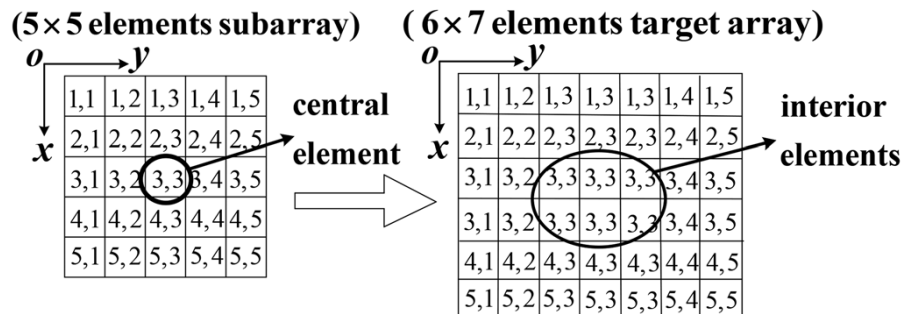 (5×5 elements subarray)
(6×7 elements target array)
o y
x
1,1 1,2 1,3 1,4 1,5
2,1 2,2 2,3 2,4 2,5
3,1 3,2 3,3 3,4 3,5
4,1 4,2 4,3 4,4 4,5
5,1 5,2 5,3 5,4 5,5
central
element
o y
x
1,1 1,2 1,3 1,3 1,3 1,4 1,5
2,1 2,2 2,3 2,3 2,3 2,4 2,5
3,1 3,2 3,3 3,3 3,3 3,4 3,5
3,1 3,2 3,3 3,3 3,3 3,4 3,5
4,1 4,2 4,3 4,3 4,3 4,4 4,5
5,1 5,2 5,3 5,3 5,3 5,4 5,5
interior
elements